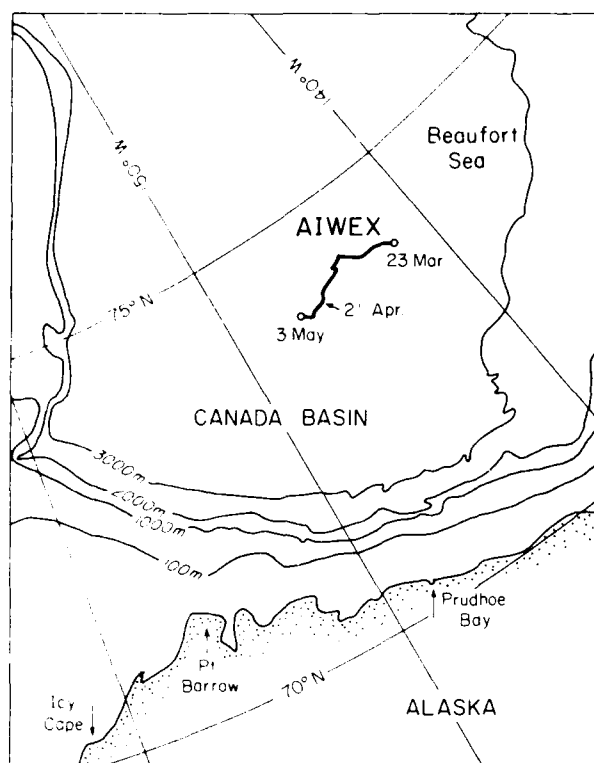 140° W
150° W
Beaufort
Sea
AIWEX
23 Mar
75° N
21 Apr.
3 May
CANADA BASIN
3000m
2000m
1000m
100m
Prudhoe
Bay
Pt
Barrow
70° N
Icy
Cape
ALASKA